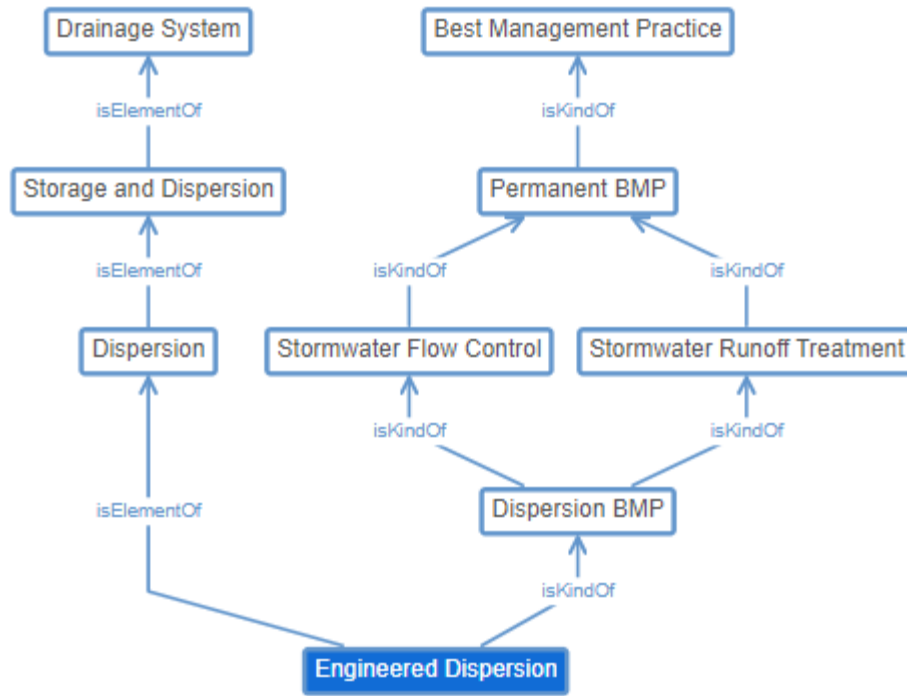 Drainage System
Best Management Practice
isElementOf
isKindOf
Storage and Dispersion
Permanent BMP
isElementOf
isKindOf
isKindOf
Dispersion
Stormwater Flow Control
Stormwater Runoff Treatment
isKindOf
isKindOf
isElementOf
Dispersion BMP
isKindOf
Engineered Dispersion